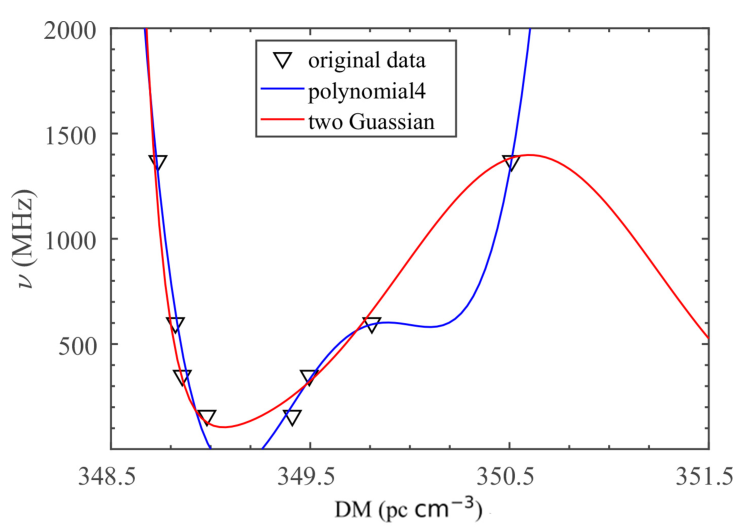 2000
original data
polynomial4
two Guassian
1500
1000
500
ν (MHz)
348.5 349.5 350.5 351.5
DM (pc cm⁻³)